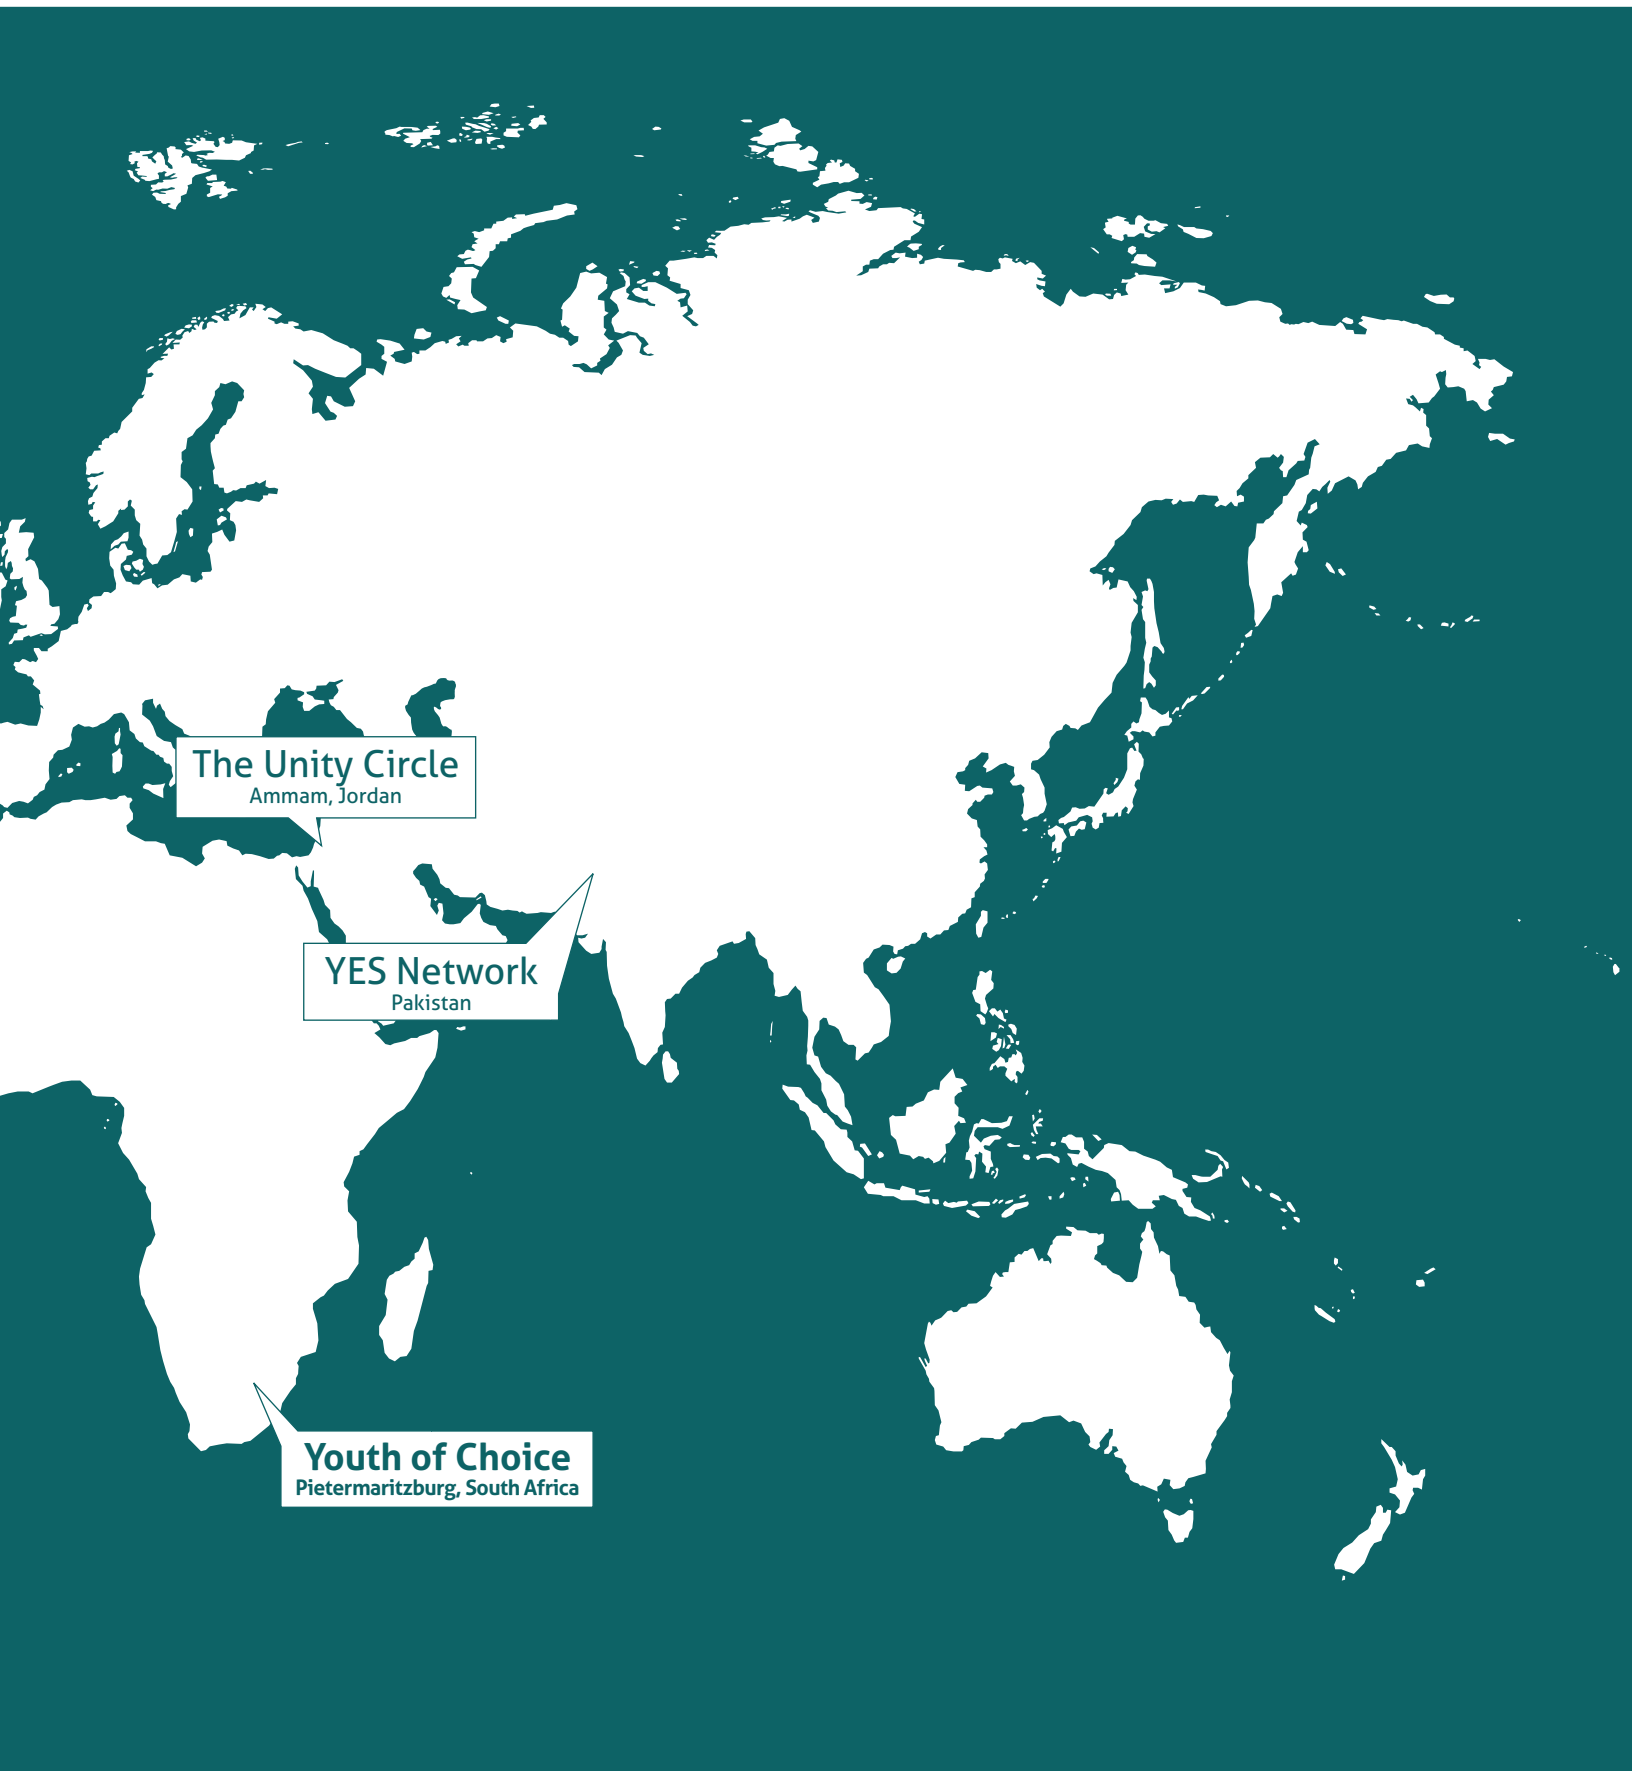 The Unity Circle
Ammam, Jordan
YES Network
Pakistan
Youth of Choice
Pietermaritzburg, South Africa